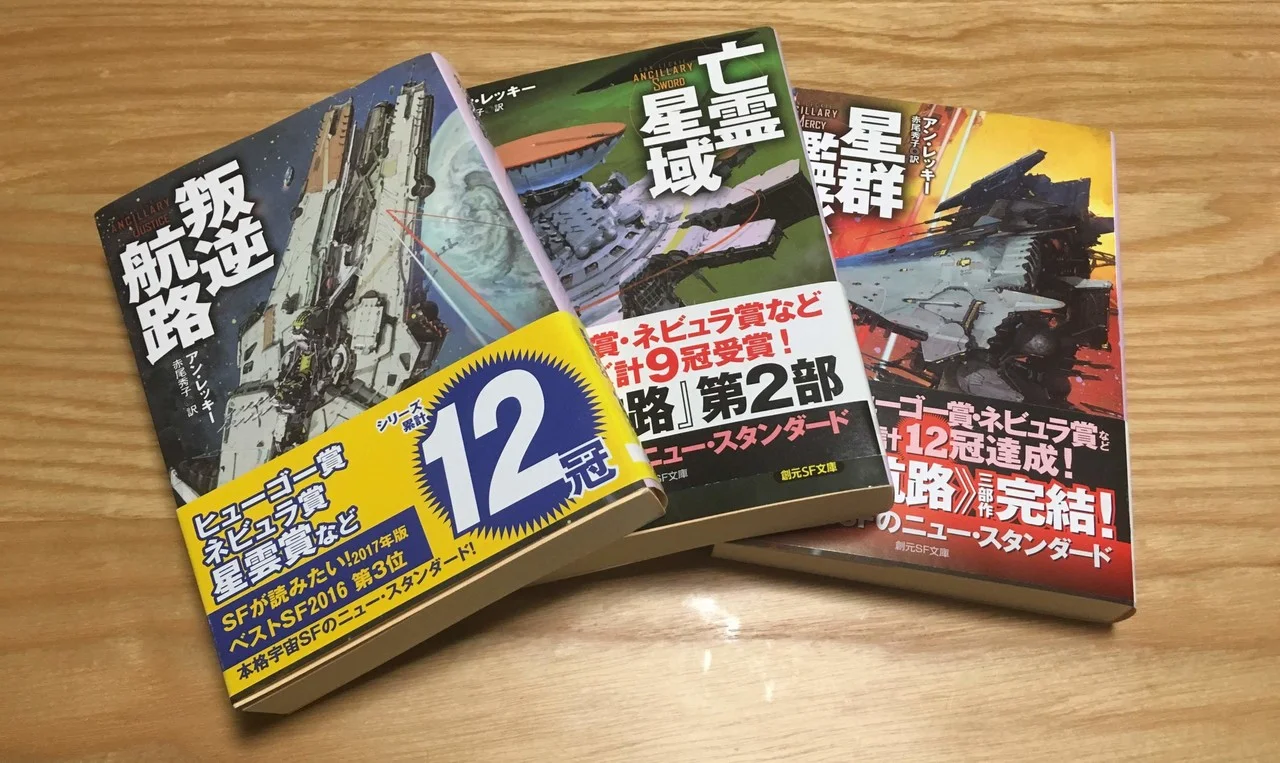 ANCILLARY
JUSTICE
叛逆
航路
アン・レッキー
赤尾秀子 訳
シリーズ
累計
12冠
ヒューゴー賞
ネビュラ賞
星雲賞など
SFが読みたい!2017年版
ベストSF2016 第3位
本格宇宙SFのニュー・スタンダード!
ANCILLARY
SWORD
亡霊
星域
・レッキー
子 訳
賞・ネビュラ賞など
計9冠受賞!
路』第2部
ニュー・スタンダード
SF文庫
創元SF文庫
ANCILLARY
MERCY
星群
艦隊
アン・レッキー
赤尾秀子 訳
ーゴー賞・ネビュラ賞など
計12冠達成!
航路》三部作 完結!
SFのニュー・スタンダード
創元SF文庫